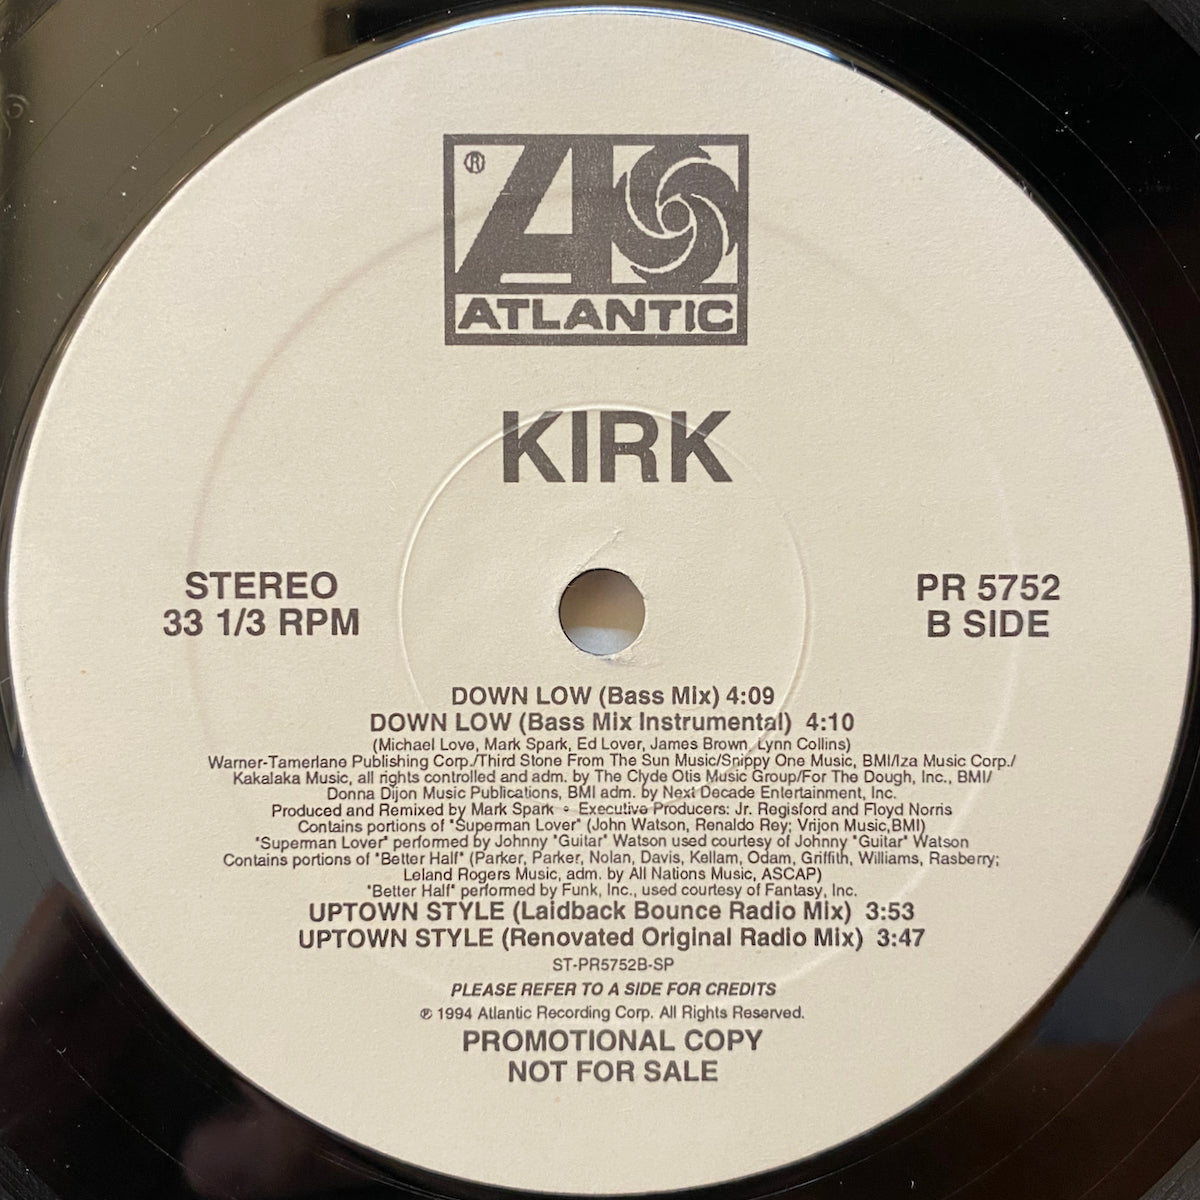 ®
ATLANTIC
KIRK
STEREO
33 1/3 RPM
PR 5752
B SIDE
DOWN LOW (Bass Mix) 4:09
DOWN LOW (Bass Mix Instrumental) 4:10
(Michael Love, Mark Spark, Ed Lover, James Brown, Lynn Collins)
Warner-Tamerlane Publishing Corp./Third Stone From The Sun Music/Snippy One Music, BMI/Iza Music Corp./
Kakalaka Music, all rights controlled and adm. by The Clyde Otis Music Group/For The Dough, Inc., BMI/
Donna Dijon Music Publications, BMI adm. by Next Decade Entertainment, Inc.
Produced and Remixed by Mark Spark ◦ Executive Producers: Jr. Regisford and Floyd Norris
Contains portions of "Superman Lover" (John Watson, Renaldo Rey; Vrijon Music,BMI)
"Superman Lover" performed by Johnny "Guitar" Watson used courtesy of Johnny "Guitar" Watson
Contains portions of "Better Half" (Parker, Parker, Nolan, Davis, Kellam, Odam, Griffith, Williams, Rasberry;
Leland Rogers Music, adm. by All Nations Music, ASCAP)
"Better Half" performed by Funk, Inc., used courtesy of Fantasy, Inc.
UPTOWN STYLE (Laidback Bounce Radio Mix) 3:53
UPTOWN STYLE (Renovated Original Radio Mix) 3:47
ST-PR5752B-SP
PLEASE REFER TO A SIDE FOR CREDITS
℗ 1994 Atlantic Recording Corp. All Rights Reserved.
PROMOTIONAL COPY
NOT FOR SALE